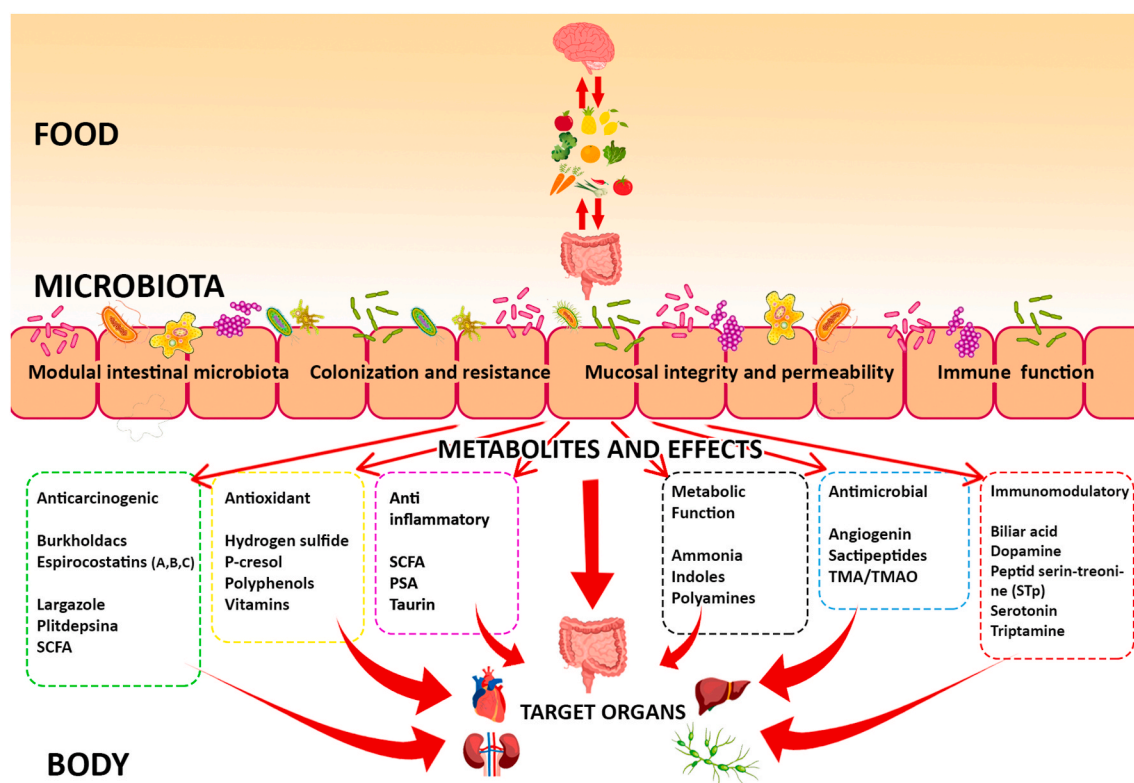 FOOD
MICROBIOTA
Modulal intestinal microbiota
Colonization and resistance
Mucosal integrity and permeability
Immune function
METABOLITES AND EFFECTS
Anticarcinogenic
Burkholdacs
Espirocostatins (A,B,C)
Largazole
Plitdepsina
SCFA
Antioxidant
Hydrogen sulfide
P-cresol
Polyphenols
Vitamins
Anti
inflammatory
SCFA
PSA
Taurin
Metabolic
Function
Ammonia
Indoles
Polyamines
Antimicrobial
Angiogenin
Sactipeptides
TMA/TMAO
Immunomodulatory
Biliar acid
Dopamine
Peptid serin-treoni-
ne (STp)
Serotonin
Triptamine
TARGET ORGANS
BODY